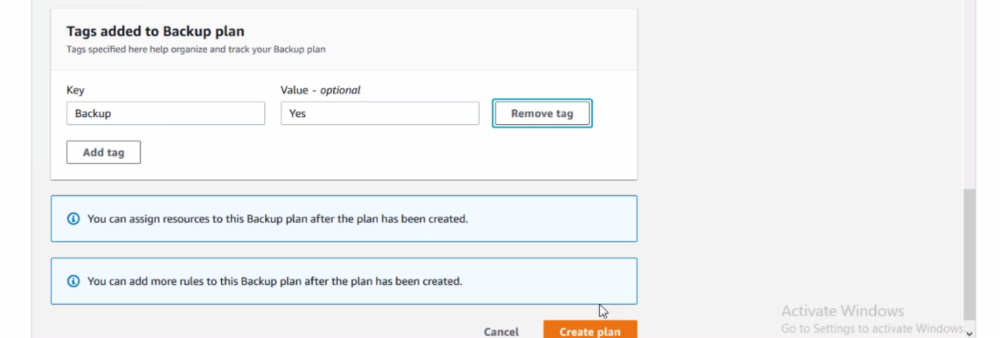 Tags added to Backup plan
Tags specified here help organize and track your Backup plan
Key
Value - optional
Backup
Yes
Remove tag
Add tag
You can assign resources to this Backup plan after the plan has been created.
You can add more rules to this Backup plan after the plan has been created.
Cancel
Create plan
Activate Windows
Go to Settings to activate Windows.